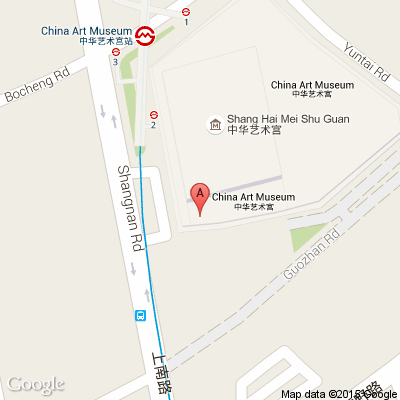 China Art Museum
中华艺术宫站
1
3
2
Bocheng Rd
Yuntai Rd
China Art Museum
中华艺术宫
Shang Hai Mei Shu Guan
中华艺术宫
A
China Art Museum
中华艺术宫
Shangnan Rd
Guozhan Rd
上南路
路
Google
Map data ©2015 Google